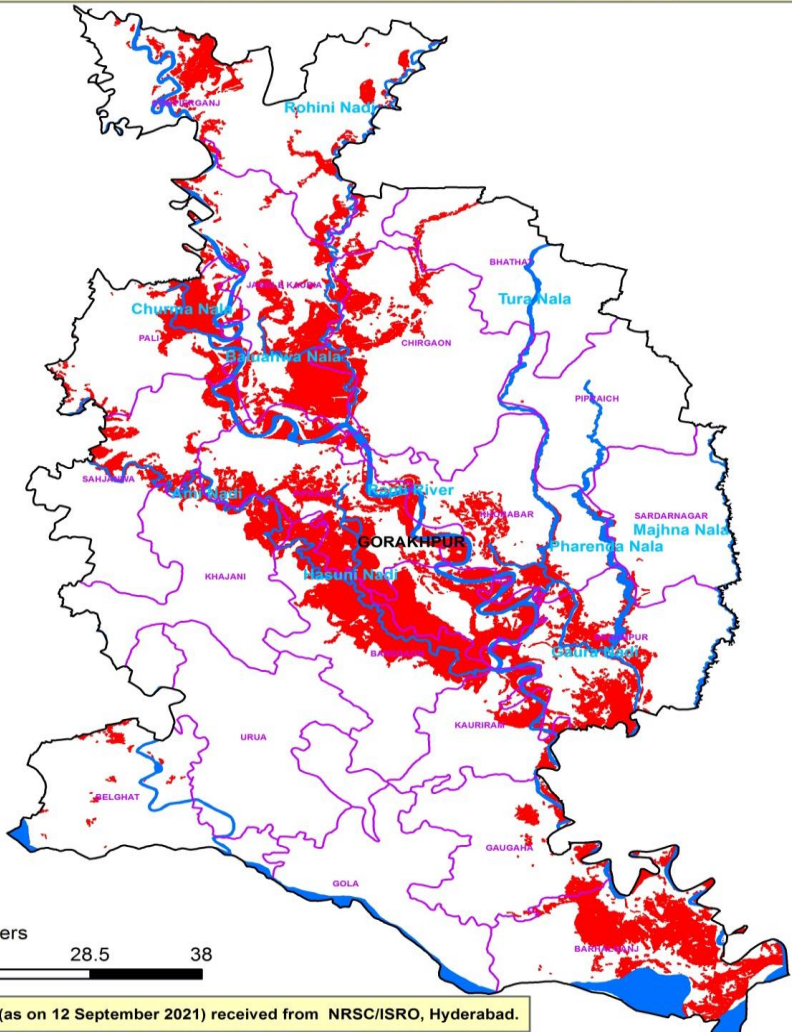 Rohini Nadi
BHATHAT
Tura Nala
Churma Nala
PALI
Baluahwa Nala
CHIRGAON
PIPRAICH
SAHJANWA
Ami Nadi
Rapti River
SARDARNAGAR
Majhna Nala
GORAKHPUR
Pharenda Nala
KHAJANI
Gaura Nadi
KAURIRAM
URUA
BELGHAT
GAUGAHA
GOLA
BARHALGANJ
ers
28.5 38
(as on 12 September 2021) received from NRSC/ISRO, Hyderabad.